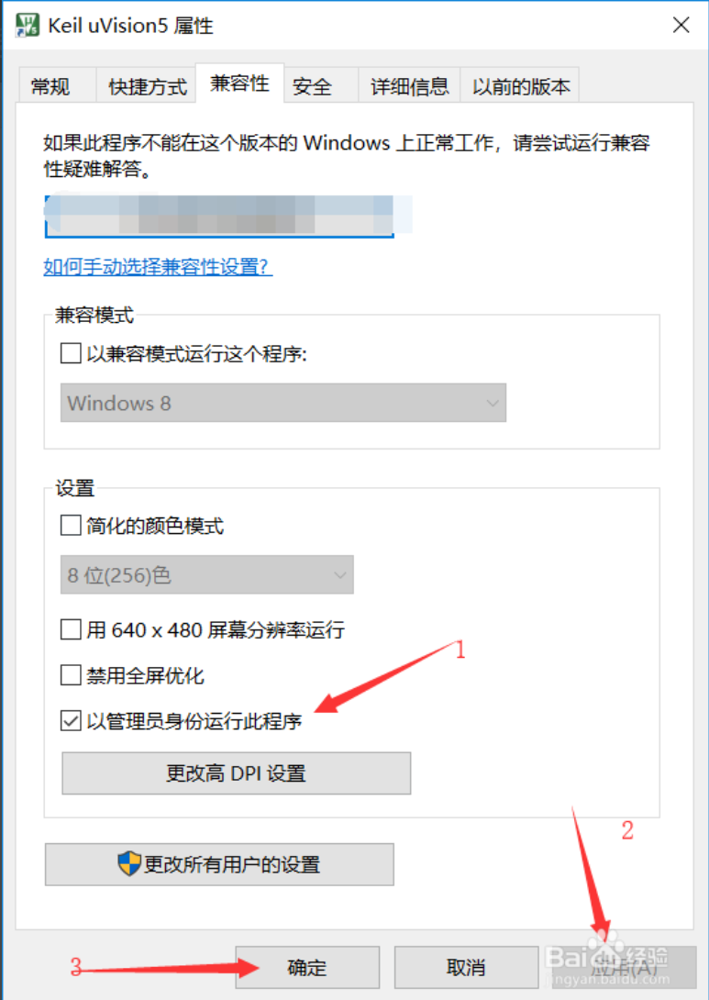 Keil uVision5 属性
常规 快捷方式 兼容性 安全 详细信息 以前的版本
如果此程序不能在这个版本的 Windows 上正常工作，请尝试运行兼容
性疑难解答。
如何手动选择兼容性设置?
兼容模式
以兼容模式运行这个程序:
Windows 8
设置
简化的颜色模式
8 位(256)色
用 640 x 480 屏幕分辨率运行
1
禁用全屏优化
以管理员身份运行此程序
更改高 DPI 设置
2
更改所有用户的设置
3
确定 取消 应用(A)
Baidu经验
jingyan.baidu.com